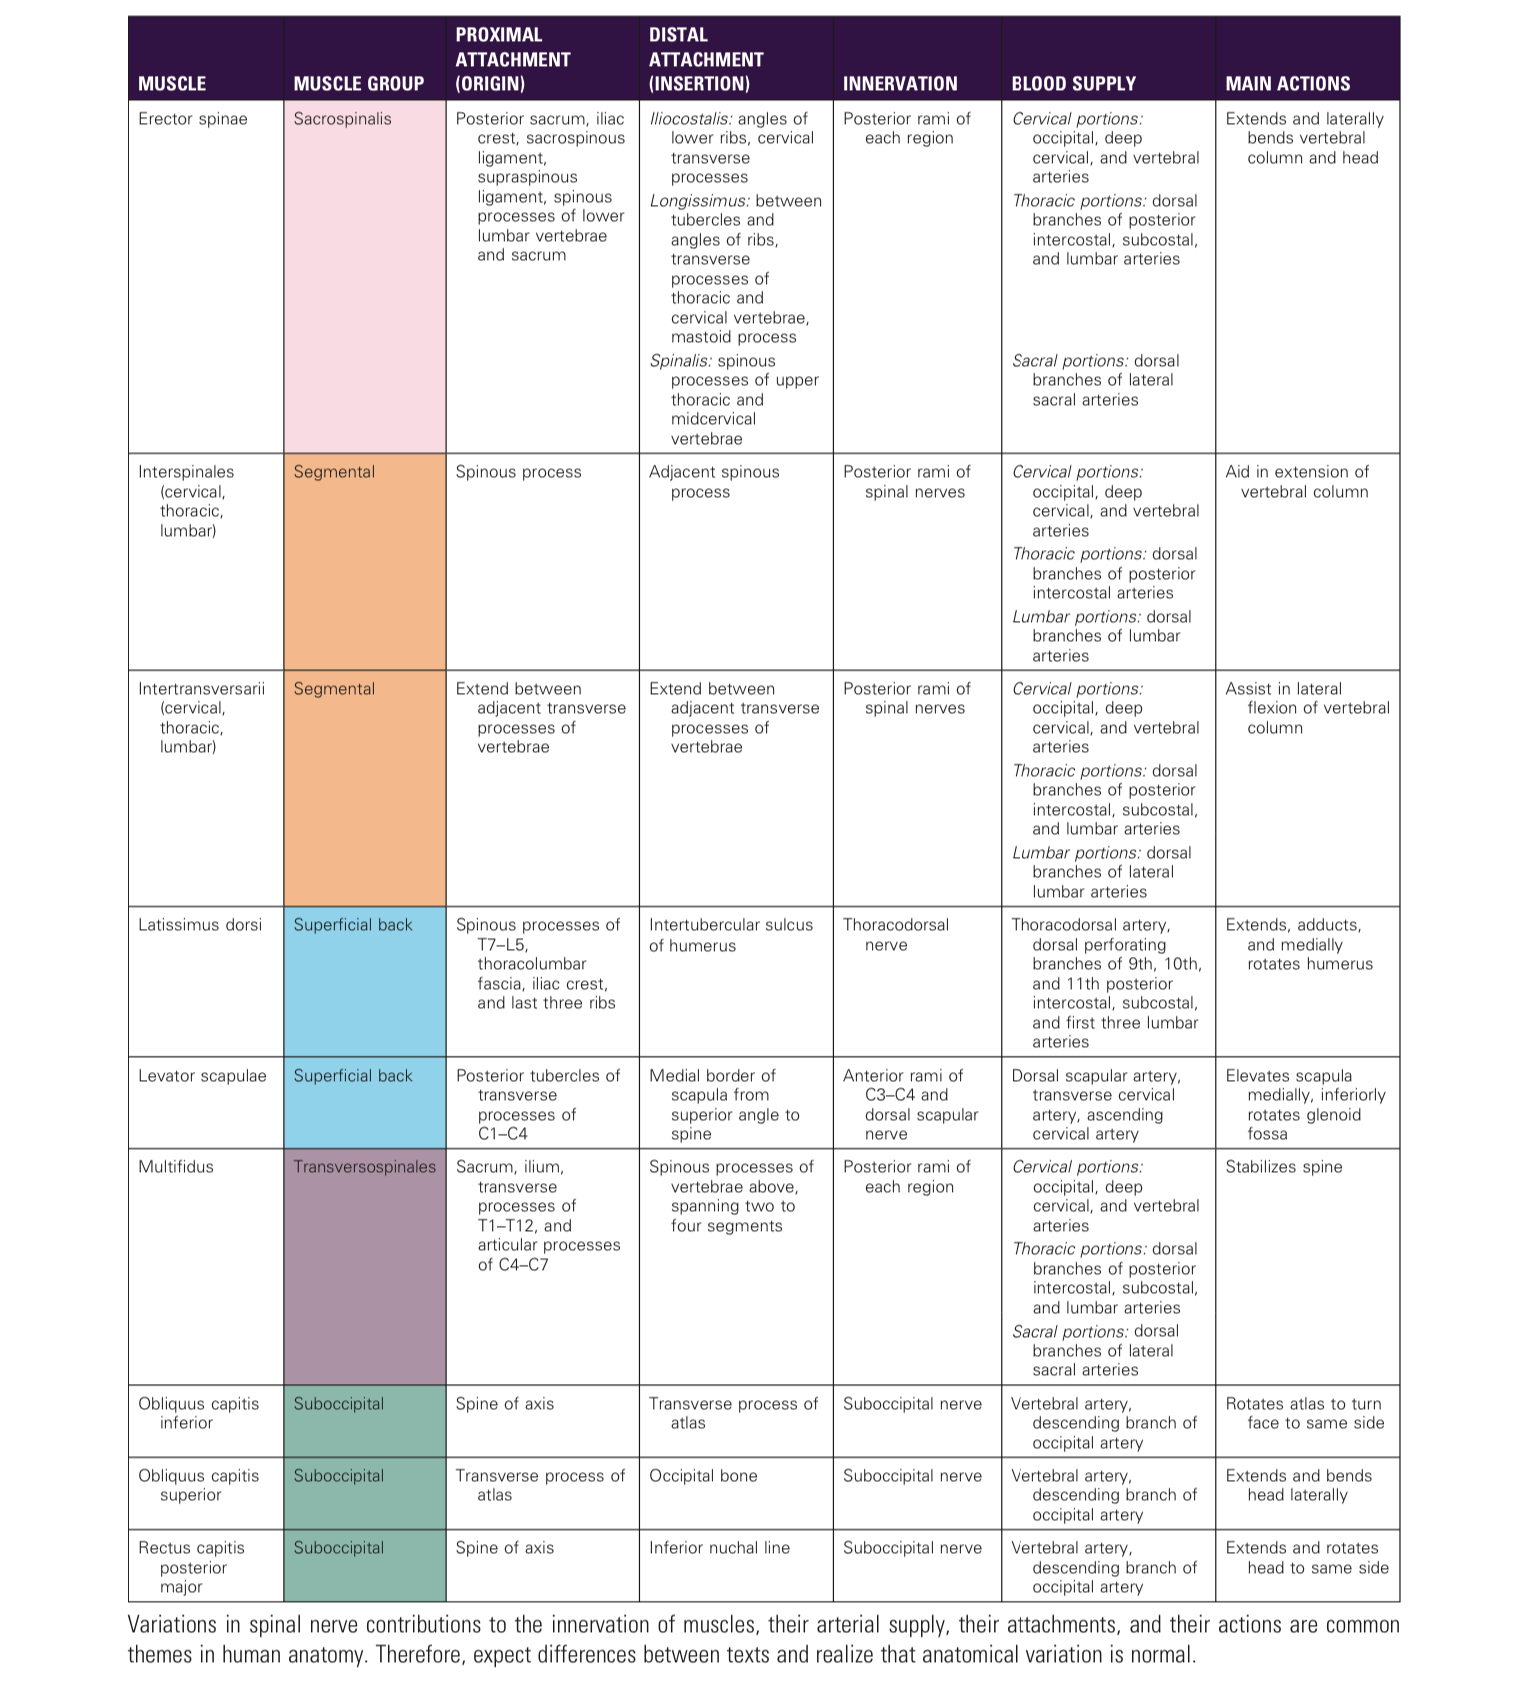 MUSCLE
MUSCLE GROUP
PROXIMAL
ATTACHMENT
(ORIGIN)
DISTAL
ATTACHMENT
(INSERTION)
INNERVATION
BLOOD SUPPLY
MAIN ACTIONS
Erector spinae
Sacrospinalis
Posterior sacrum, iliac
crest, sacrospinous
ligament,
supraspinous
ligament, spinous
processes of lower
lumbar vertebrae
and sacrum
Iliocostalis: angles of
lower ribs, cervical
transverse
processes
Longissimus: between
tubercles and
angles of ribs,
transverse
processes of
thoracic and
cervical vertebrae,
mastoid process
Spinalis: spinous
processes of upper
thoracic and
midcervical
vertebrae
Posterior rami of
each region
Cervical portions:
occipital, deep
cervical, and vertebral
arteries
Thoracic portions: dorsal
branches of posterior
intercostal, subcostal,
and lumbar arteries
Sacral portions: dorsal
branches of lateral
sacral arteries
Extends and laterally
bends vertebral
column and head
Interspinales
(cervical,
thoracic,
lumbar)
Segmental
Spinous process
Adjacent spinous
process
Posterior rami of
spinal nerves
Cervical portions:
occipital, deep
cervical, and vertebral
arteries
Thoracic portions: dorsal
branches of posterior
intercostal arteries
Lumbar portions: dorsal
branches of lumbar
arteries
Aid in extension of
vertebral column
Intertransversarii
(cervical,
thoracic,
lumbar)
Segmental
Extend between
adjacent transverse
processes of
vertebrae
Extend between
adjacent transverse
processes of
vertebrae
Posterior rami of
spinal nerves
Cervical portions:
occipital, deep
cervical, and vertebral
arteries
Thoracic portions: dorsal
branches of posterior
intercostal, subcostal,
and lumbar arteries
Lumbar portions: dorsal
branches of lateral
lumbar arteries
Assist in lateral
flexion of vertebral
column
Latissimus dorsi
Superficial back
Spinous processes of
T7–L5,
thoracolumbar
fascia, iliac crest,
and last three ribs
Intertubercular sulcus
of humerus
Thoracodorsal
nerve
Thoracodorsal artery,
dorsal perforating
branches of 9th, 10th,
and 11th posterior
intercostal, subcostal,
and first three lumbar
arteries
Extends, adducts,
and medially
rotates humerus
Levator scapulae
Superficial back
Posterior tubercles of
transverse
processes of
C1–C4
Medial border of
scapula from
superior angle to
spine
Anterior rami of
C3–C4 and
dorsal scapular
nerve
Dorsal scapular artery,
transverse cervical
artery, ascending
cervical artery
Elevates scapula
medially, inferiorly
rotates glenoid
fossa
Multifidus
Transversospinales
Sacrum, ilium,
transverse
processes of
T1–T12, and
articular processes
of C4–C7
Spinous processes of
vertebrae above,
spanning two to
four segments
Posterior rami of
each region
Cervical portions:
occipital, deep
cervical, and vertebral
arteries
Thoracic portions: dorsal
branches of posterior
intercostal, subcostal,
and lumbar arteries
Sacral portions: dorsal
branches of lateral
sacral arteries
Stabilizes spine
Obliquus capitis
inferior
Suboccipital
Spine of axis
Transverse process of
atlas
Suboccipital nerve
Vertebral artery,
descending branch of
occipital artery
Rotates atlas to turn
face to same side
Obliquus capitis
superior
Suboccipital
Transverse process of
atlas
Occipital bone
Suboccipital nerve
Vertebral artery,
descending branch of
occipital artery
Extends and bends
head laterally
Rectus capitis
posterior
major
Suboccipital
Spine of axis
Inferior nuchal line
Suboccipital nerve
Vertebral artery,
descending branch of
occipital artery
Extends and rotates
head to same side
Variations in spinal nerve contributions to the innervation of muscles, their arterial supply, their attachments, and their actions are common
themes in human anatomy. Therefore, expect differences between texts and realize that anatomical variation is normal.